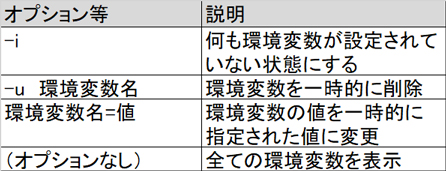 オプション等 説明
-i 何も環境変数が設定されて
いない状態にする
-u 環境変数名 環境変数を一時的に削除
環境変数名=値 環境変数の値を一時的に
指定された値に変更
(オプションなし) 全ての環境変数を表示